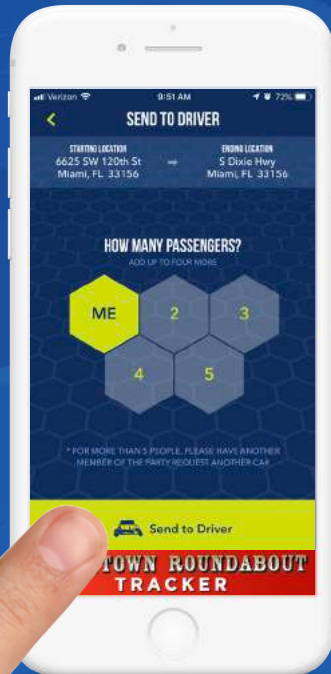 Verizon 9:51 AM 72%
SEND TO DRIVER
STARTING LOCATION ENDING LOCATION
6625 SW 120th St S Dixie Hwy
Miami, FL 33156 Miami, FL 33156
HOW MANY PASSENGERS?
ADD UP TO FOUR MORE
ME 2 3
4 5
* FOR MORE THAN 5 PEOPLE, PLEASE HAVE ANOTHER
MEMBER OF THE PARTY REQUEST ANOTHER CAR
Send to Driver
TOWN ROUNDABOUT
TRACKER